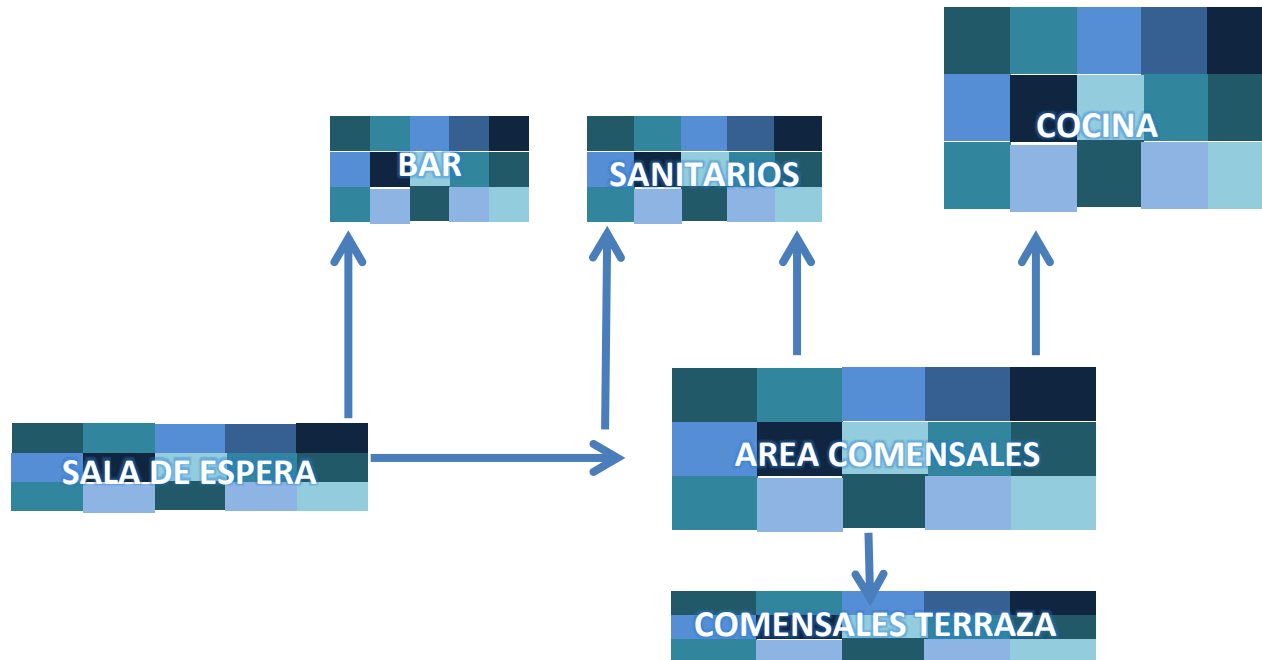 COCINA
BAR
SANITARIOS
AREA COMENSALES
SALA DE ESPERA
COMENSALES TERRAZA